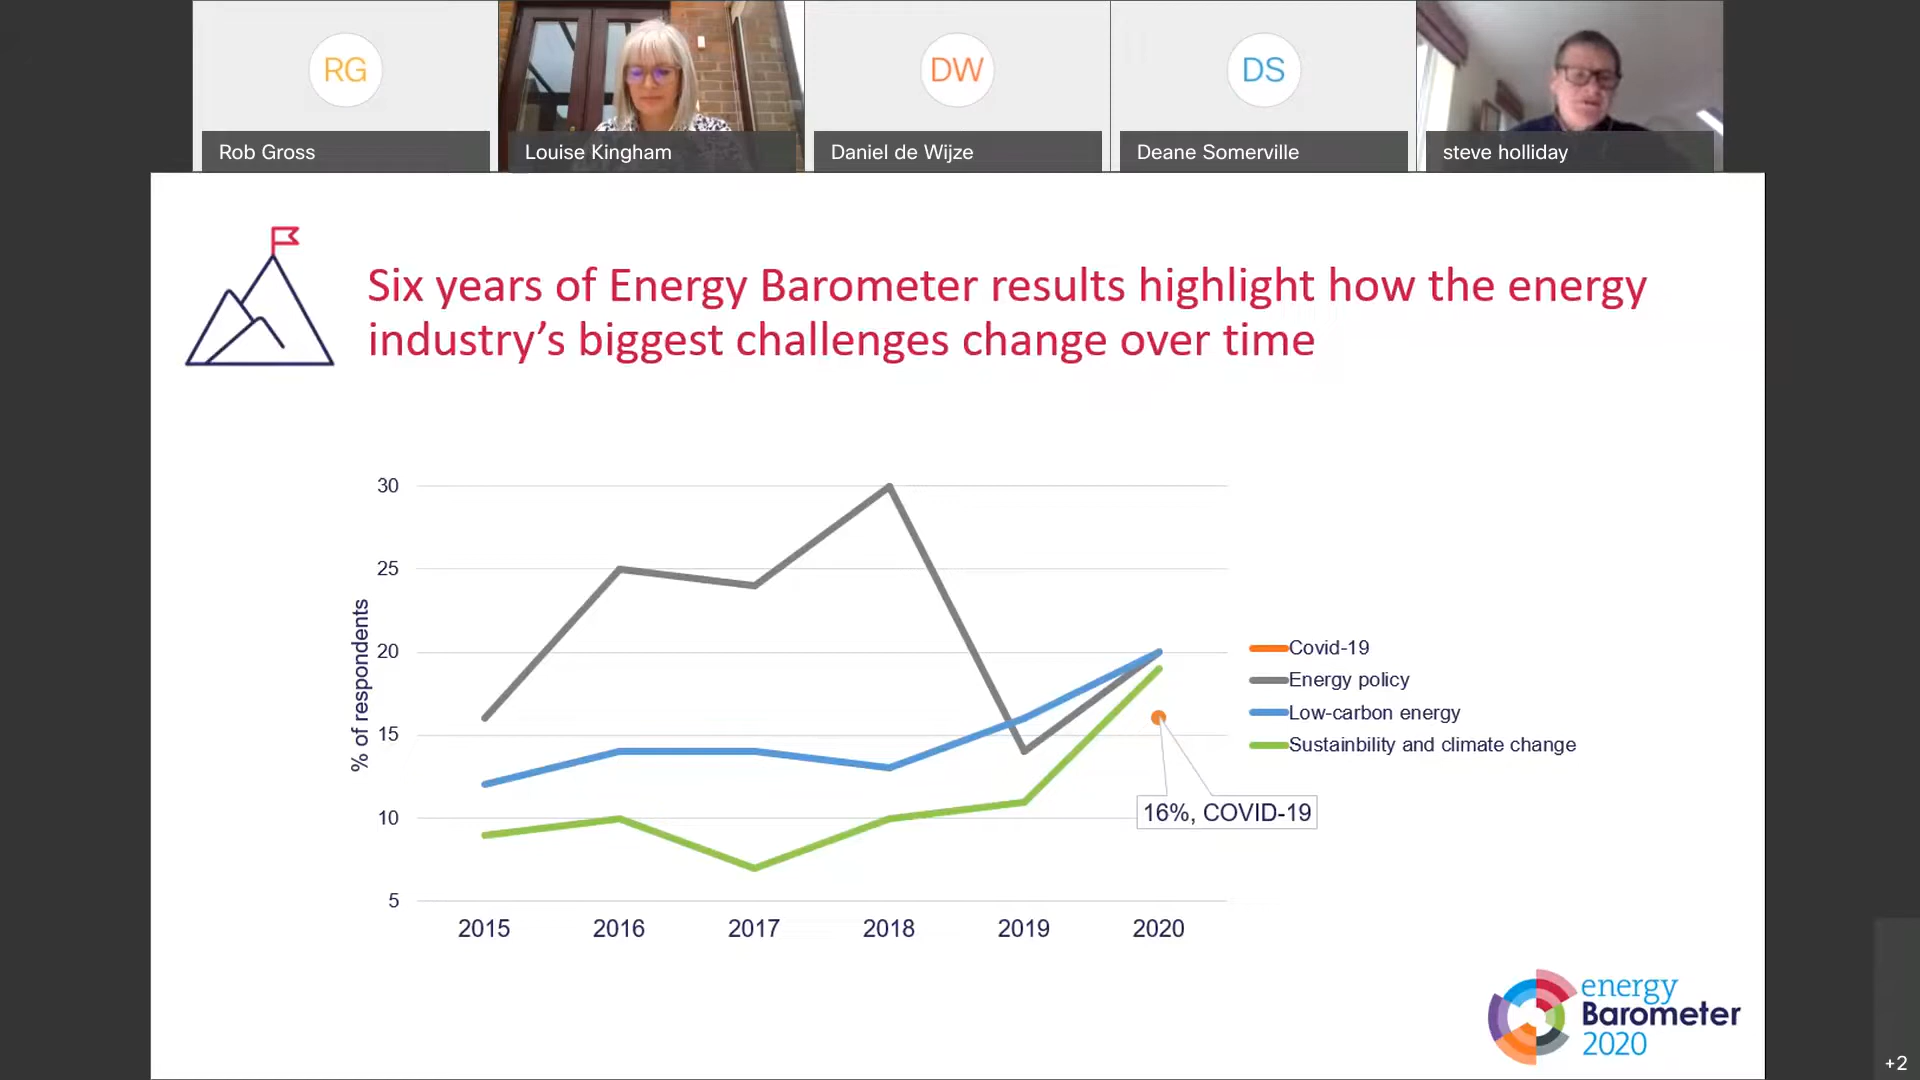 RG
DW
DS
Rob Gross
Louise Kingham
Daniel de Wijze
Deane Somerville
steve holliday
Six years of Energy Barometer results highlight how the energy
industry’s biggest challenges change over time
% of respondents
30
25
20
15
10
5
2015
2016
2017
2018
2019
2020
Covid-19
Energy policy
Low-carbon energy
Sustainbility and climate change
16%, COVID-19
energy
Barometer
2020
+2